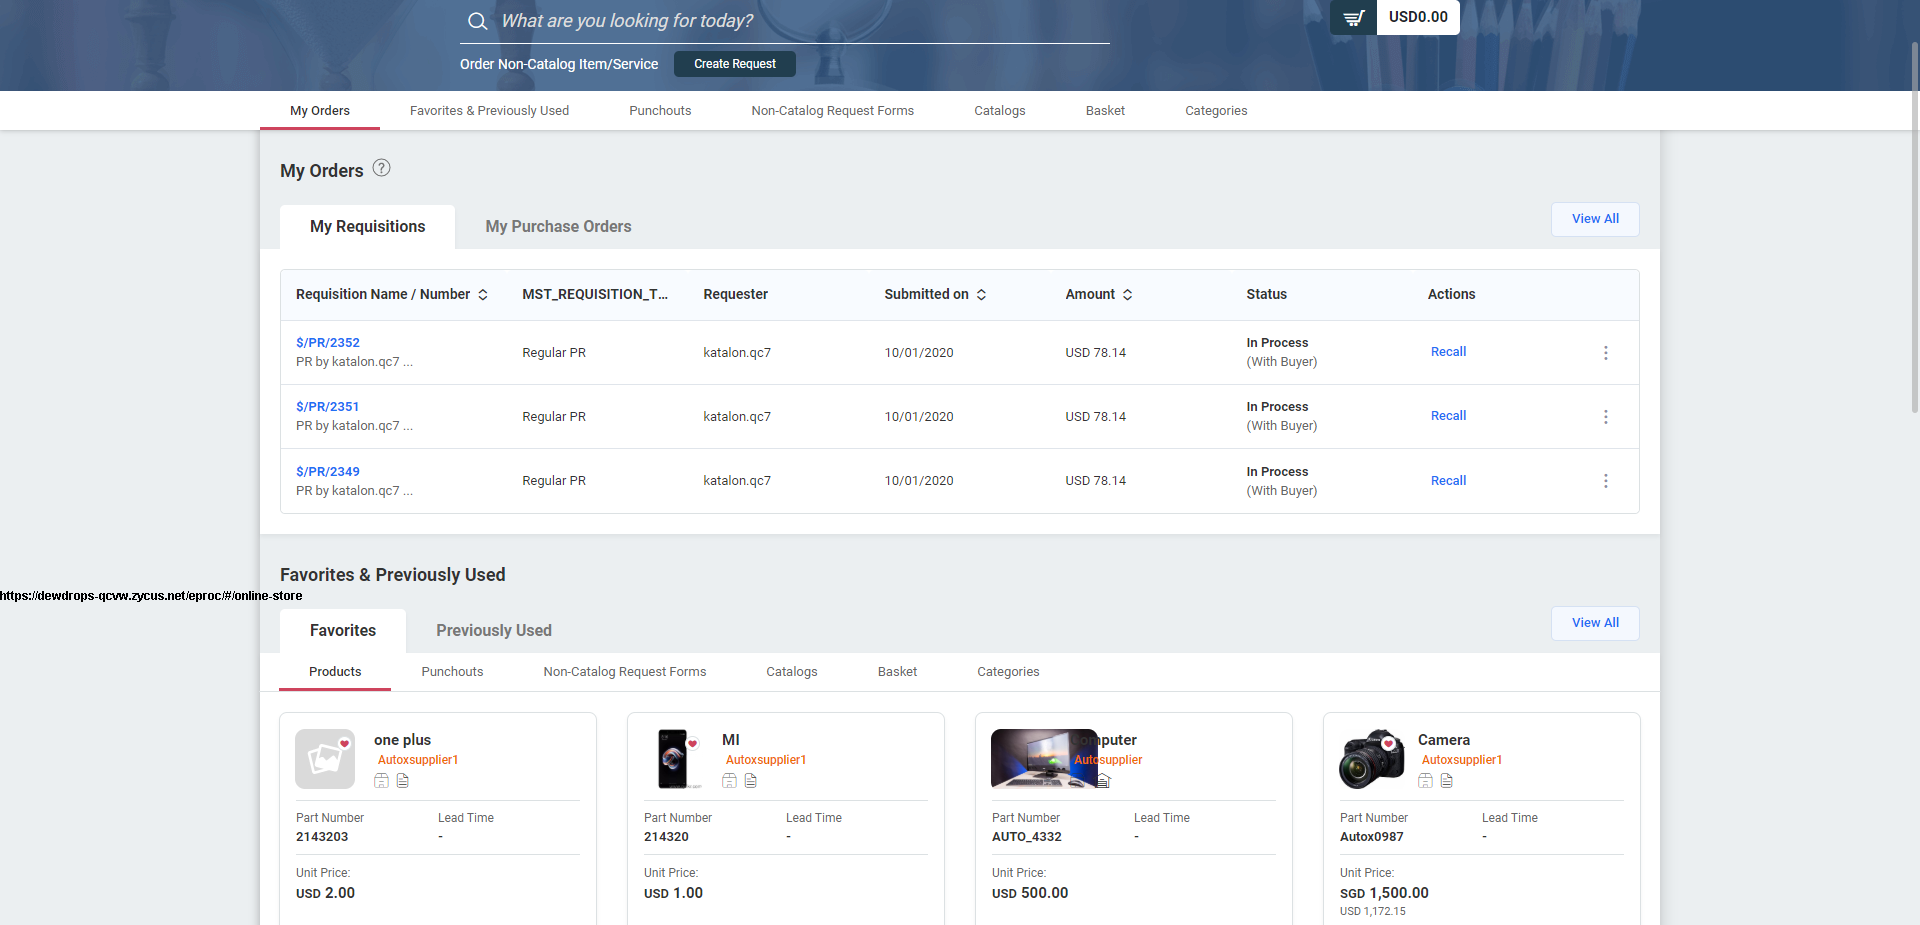 What are you looking for today?
USD0.00
Order Non-Catalog Item/Service Create Request
My Orders Favorites & Previously Used Punchouts Non-Catalog Request Forms Catalogs Basket Categories
My Orders ?
My Requisitions My Purchase Orders View All
Requisition Name / Number MST_REQUISITION_T... Requester Submitted on Amount Status Actions
$/PR/2352 In Process
Regular PR katalon.qc7 10/01/2020 USD 78.14 Recall
PR by katalon.qc7 ... (With Buyer)
$/PR/2351 In Process
Regular PR katalon.qc7 10/01/2020 USD 78.14 Recall
PR by katalon.qc7 ... (With Buyer)
$/PR/2349 In Process
Regular PR katalon.qc7 10/01/2020 USD 78.14 Recall
PR by katalon.qc7 ... (With Buyer)
Favorites & Previously Used
https://dewdrops-qcvw.zycus.net/eproc/#/online-store
Favorites Previously Used View All
Products Punchouts Non-Catalog Request Forms Catalogs Basket Categories
one plus MI Computer Camera
Autoxsupplier1 Autoxsupplier1 Autosupplier Autoxsupplier1
Part Number Lead Time Part Number Lead Time Part Number Lead Time Part Number Lead Time
2143203 - 214320 - AUTO_4332 - Autox0987 -
Unit Price: Unit Price: Unit Price: Unit Price:
USD 2.00 USD 1.00 USD 500.00 SGD 1,500.00
USD 1,172.15